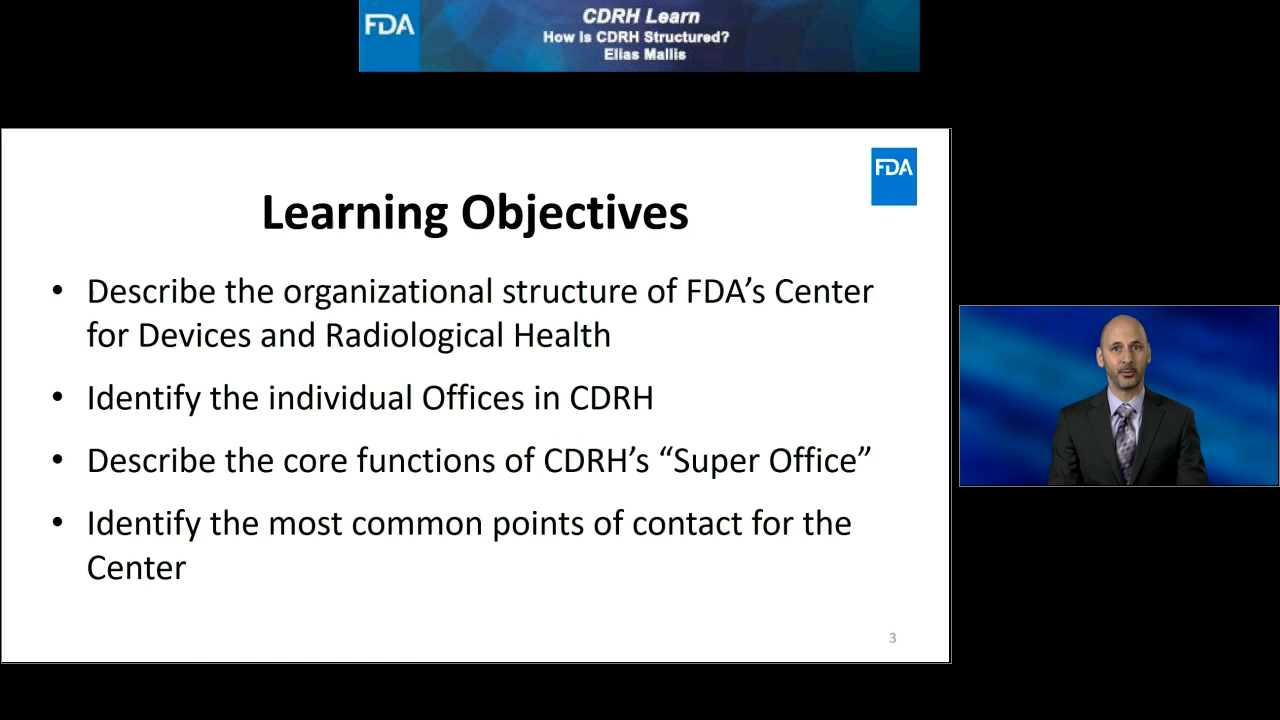 FDA
CDRH Learn
How Is CDRH Structured?
Elias Mallis
FDA
Learning Objectives
• Describe the organizational structure of FDA’s Center
for Devices and Radiological Health
• Identify the individual Offices in CDRH
• Describe the core functions of CDRH’s “Super Office”
• Identify the most common points of contact for the
Center
3